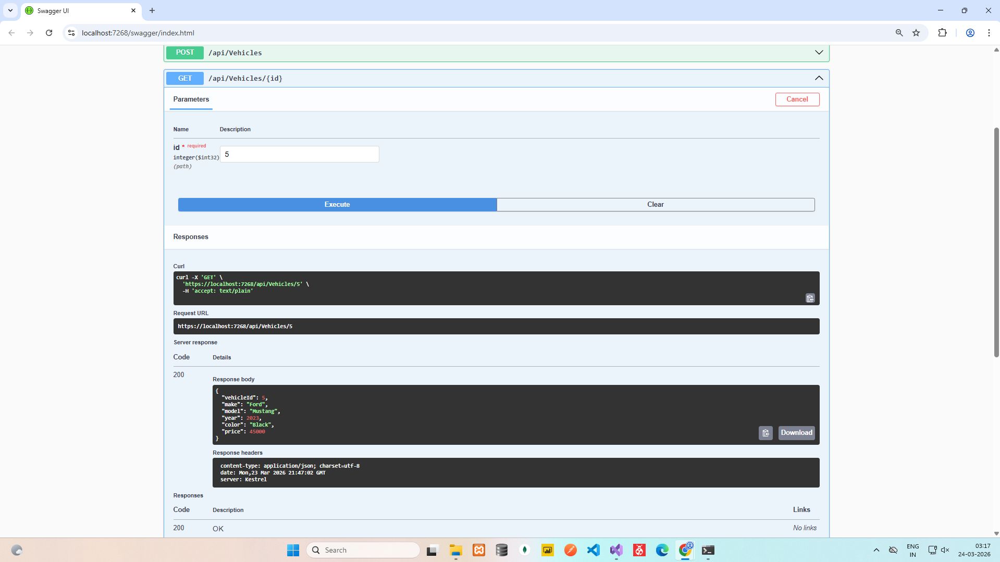 Swagger UI
localhost:7268/swagger/index.html
POST /api/Vehicles
GET /api/Vehicles/{id}
Parameters
Cancel
Name Description
id * required
integer($int32)
(path)
5
Execute Clear
Responses
Curl
curl -X 'GET' \
'https://localhost:7268/api/Vehicles/5' \
-H 'accept: text/plain'
Request URL
https://localhost:7268/api/Vehicles/5
Server response
Code Details
200
Response body
{
"vehicleId": 5,
"make": "Ford",
"model": "Mustang",
"year": 2023,
"color": "Black",
"price": 45000
}
Download
Response headers
content-type: application/json; charset=utf-8
date: Mon,23 Mar 2026 21:47:02 GMT
server: Kestrel
Responses
Code Description Links
200 OK No links
Search
ENG
IN
03:17
24-03-2026